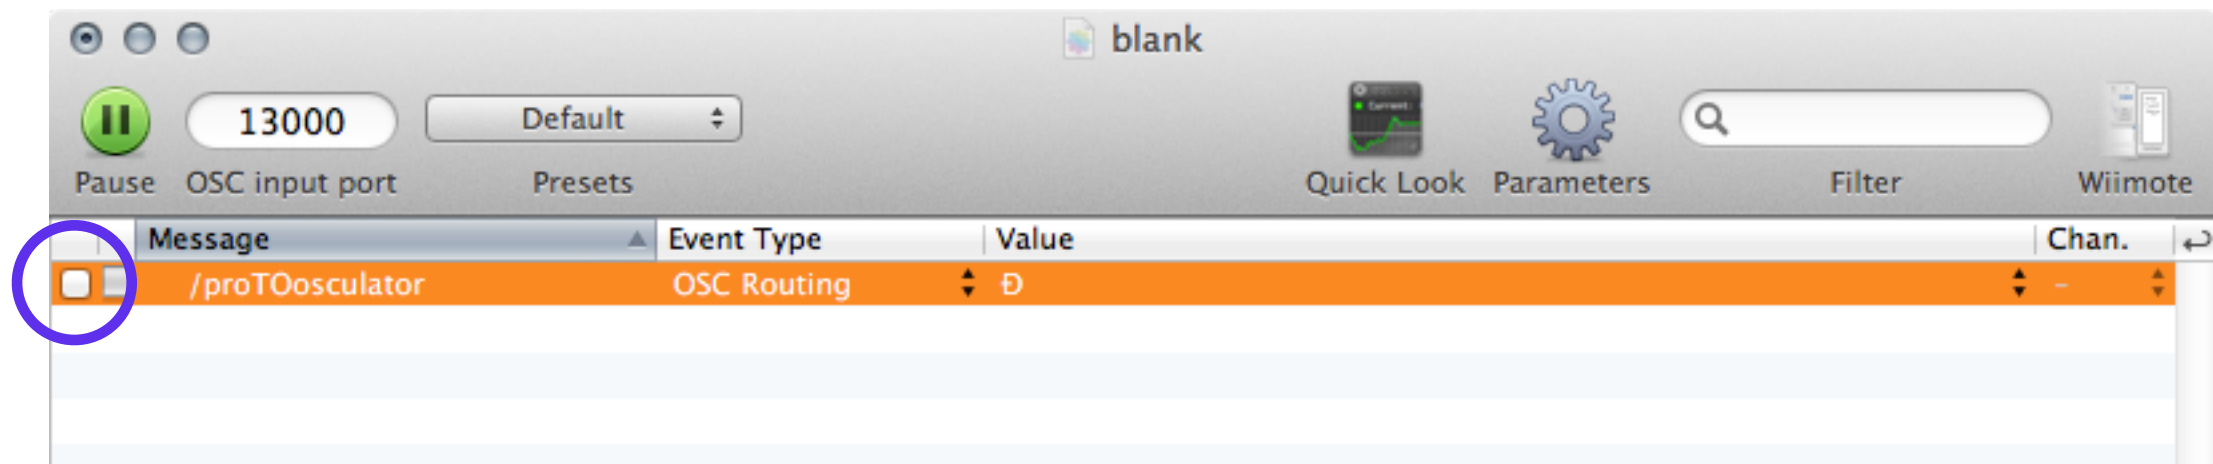 blank
13000 Default
Pause OSC input port Presets Quick Look Parameters Filter Wiimote
Message Event Type Value Chan.
/proTOosculator OSC Routing Đ -